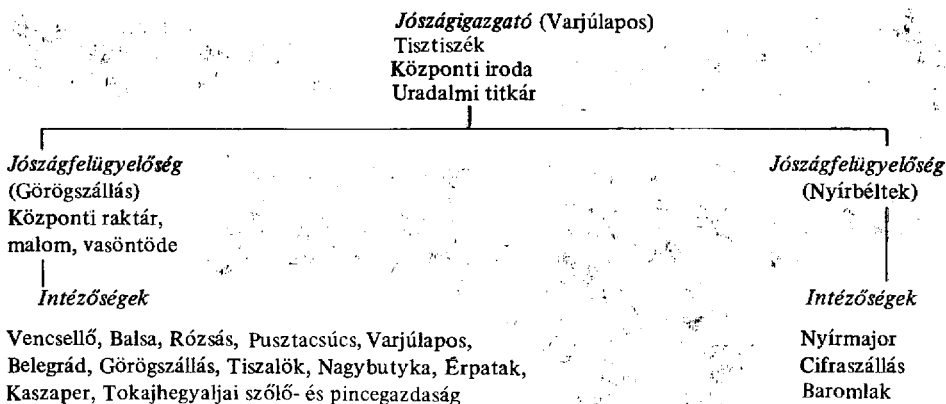 Jószágigazgató (Varjúlapos)
Tisztiszék
Központi iroda
Uradalmi titkár
Jószágfelügyelőség
(Görögszállás)
Központi raktár,
malom, vasöntöde
Intézőségek
Vencsellő, Balsa, Rózsás, Pusztacsúcs, Varjúlapos,
Belegrád, Görögszállás, Tiszalök, Nagybutyka, Érpatak,
Kaszaper, Tokajhegyaljai szőlő- és pincegazdaság
Jószágfelügyelőség
(Nyírbéltek)
Intézőségek
Nyírmajor
Cifraszállás
Baromlak